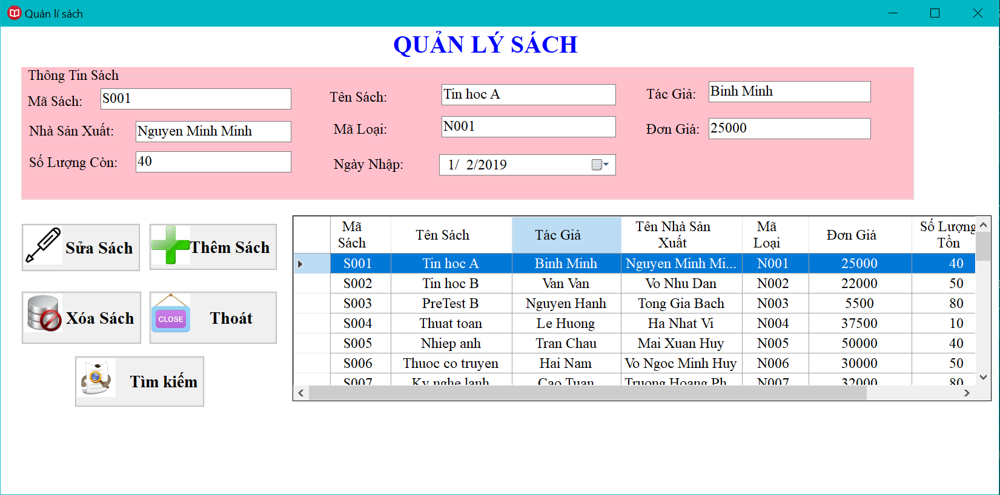 Quản lí sách
QUẢN LÝ SÁCH
Thông Tin Sách
Mã Sách: S001 Tên Sách: Tin hoc A Tác Giả: Binh Minh
Nhà Sản Xuất: Nguyen Minh Minh Mã Loại: N001 Đơn Giá: 25000
Số Lượng Còn: 40 Ngày Nhập: 1/ 2/2019
Sửa Sách Thêm Sách
Xóa Sách CLOSE Thoát
Tìm kiếm
Mã Sách Tên Sách Tác Giả Tên Nhà Sản Xuất Mã Loại Đơn Giá Số Lượng Tồn
S001 Tin hoc A Binh Minh Nguyen Minh Mi... N001 25000 40
S002 Tin hoc B Van Van Vo Nhu Dan N002 22000 50
S003 PreTest B Nguyen Hanh Tong Gia Bach N003 5500 80
S004 Thuat toan Le Huong Ha Nhat Vi N004 37500 10
S005 Nhiep anh Tran Chau Mai Xuan Huy N005 50000 40
S006 Thuoc co truyen Hai Nam Vo Ngoc Minh Huy N006 30000 50
S007 Ky nghe lanh Cao Tuan Truong Hoang Ph... N007 32000 80